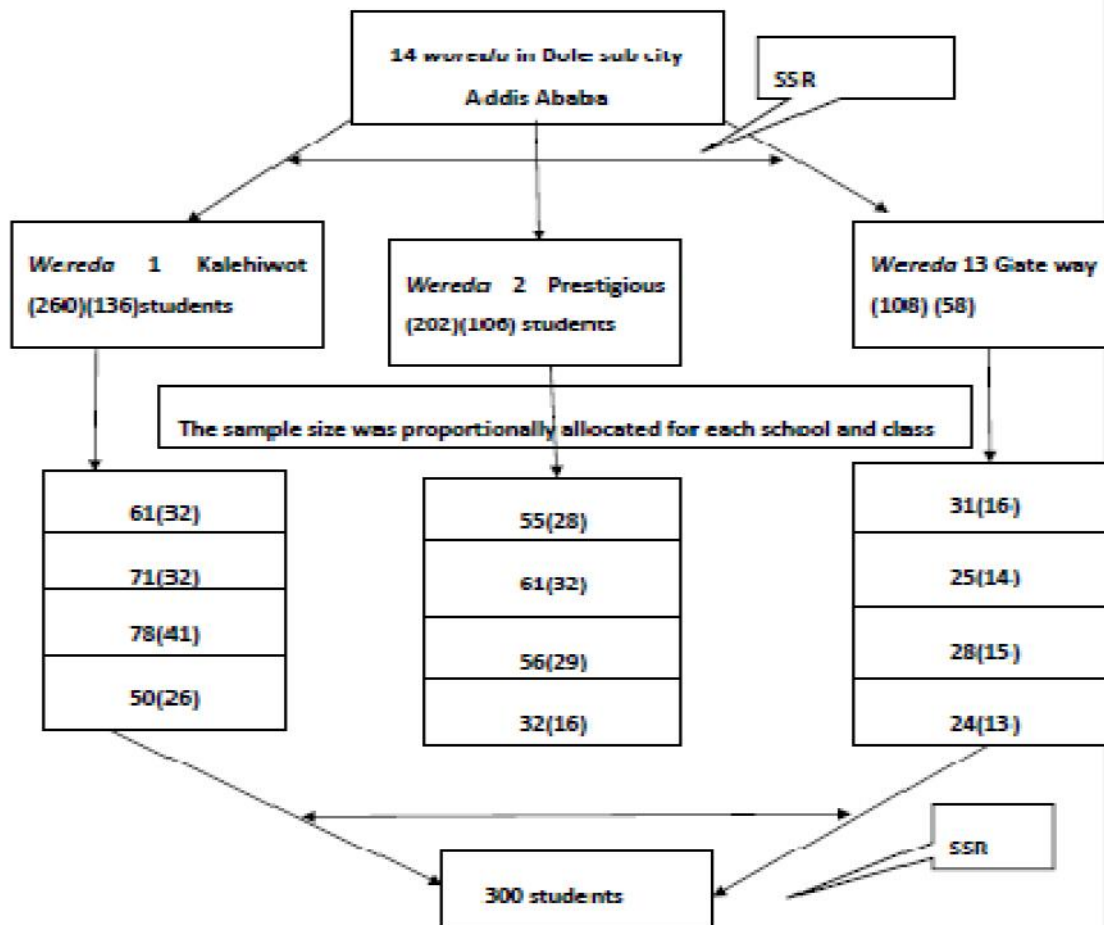 14 woreda in Bole sub city
Addis Ababa
SSR
Wereda 1 Kalehiwot
(260)(136)students
Wereda 2 Prestigious
(202)(106) students
Wereda 13 Gate way
(108) (58)
The sample size was proportionally allocated for each school and class
61(32)
71(32)
78(41)
50(26)
55(28)
61(32)
56(29)
32(16)
31(16)
25(14)
28(15)
24(13)
300 students
SSR